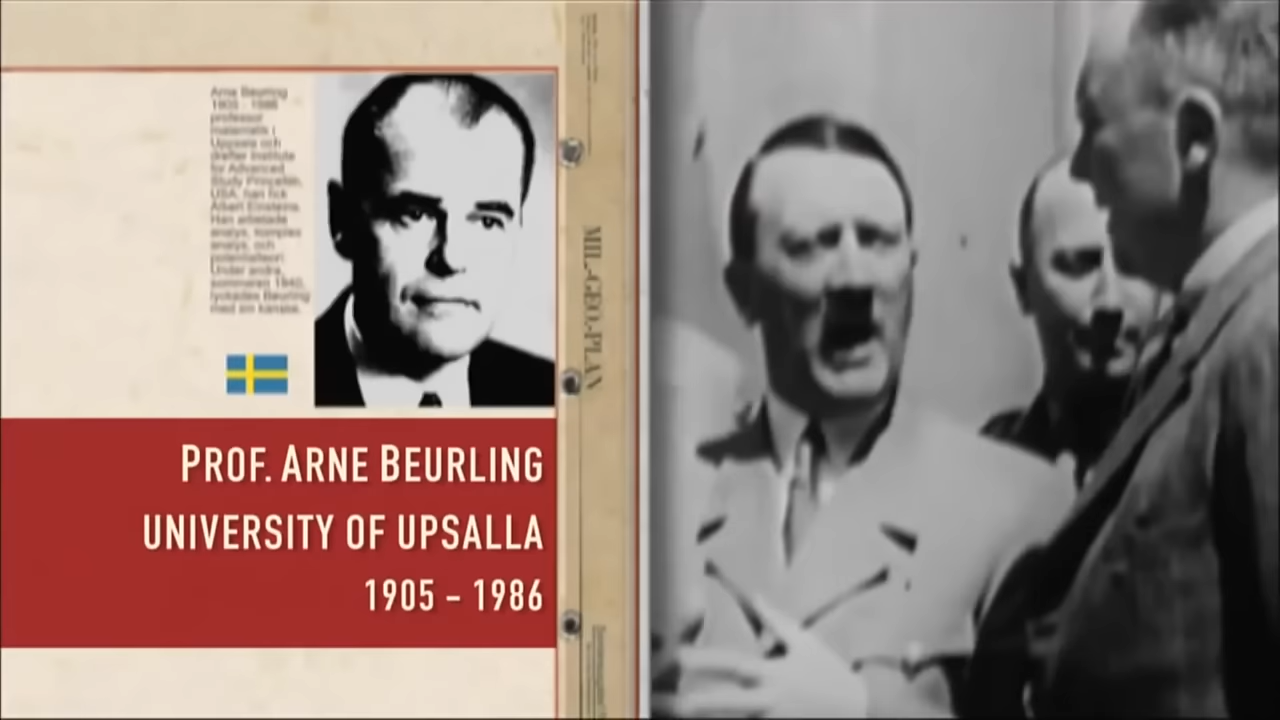 Arne Beurling
1905 - 1986
professor
matematik i
Uppsala och
därefter Institute
for Advanced
Study Princeton,
USA, han fick
Albert Einsteins.
Han arbetade
analys, komplex
analys, och
potentialteori
Under andra
sommaren 1940,
lyckades Beurling
med sin kanske.
MIL-GEO-PLAN
PROF. ARNE BEURLING
UNIVERSITY OF UPSALLA
1905 – 1986